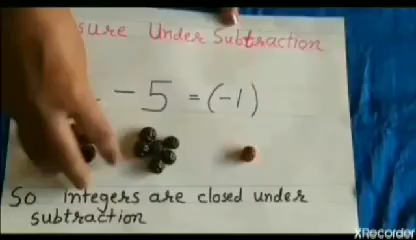 sure Under Subtraction
- 5 = (-1)
So integers are closed under
subtraction
XRecorder